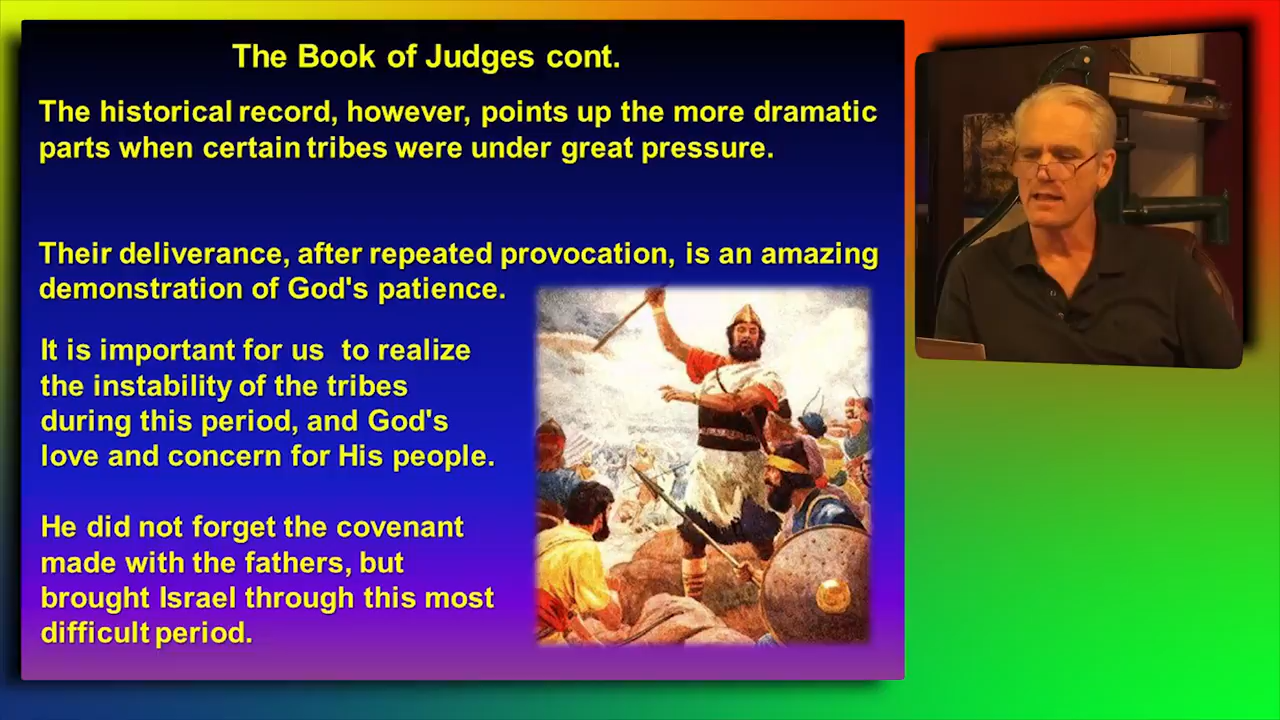 The Book of Judges cont.
The historical record, however, points up the more dramatic
parts when certain tribes were under great pressure.
Their deliverance, after repeated provocation, is an amazing
demonstration of God's patience.
It is important for us to realize
the instability of the tribes
during this period, and God's
love and concern for His people.
He did not forget the covenant
made with the fathers, but
brought Israel through this most
difficult period.